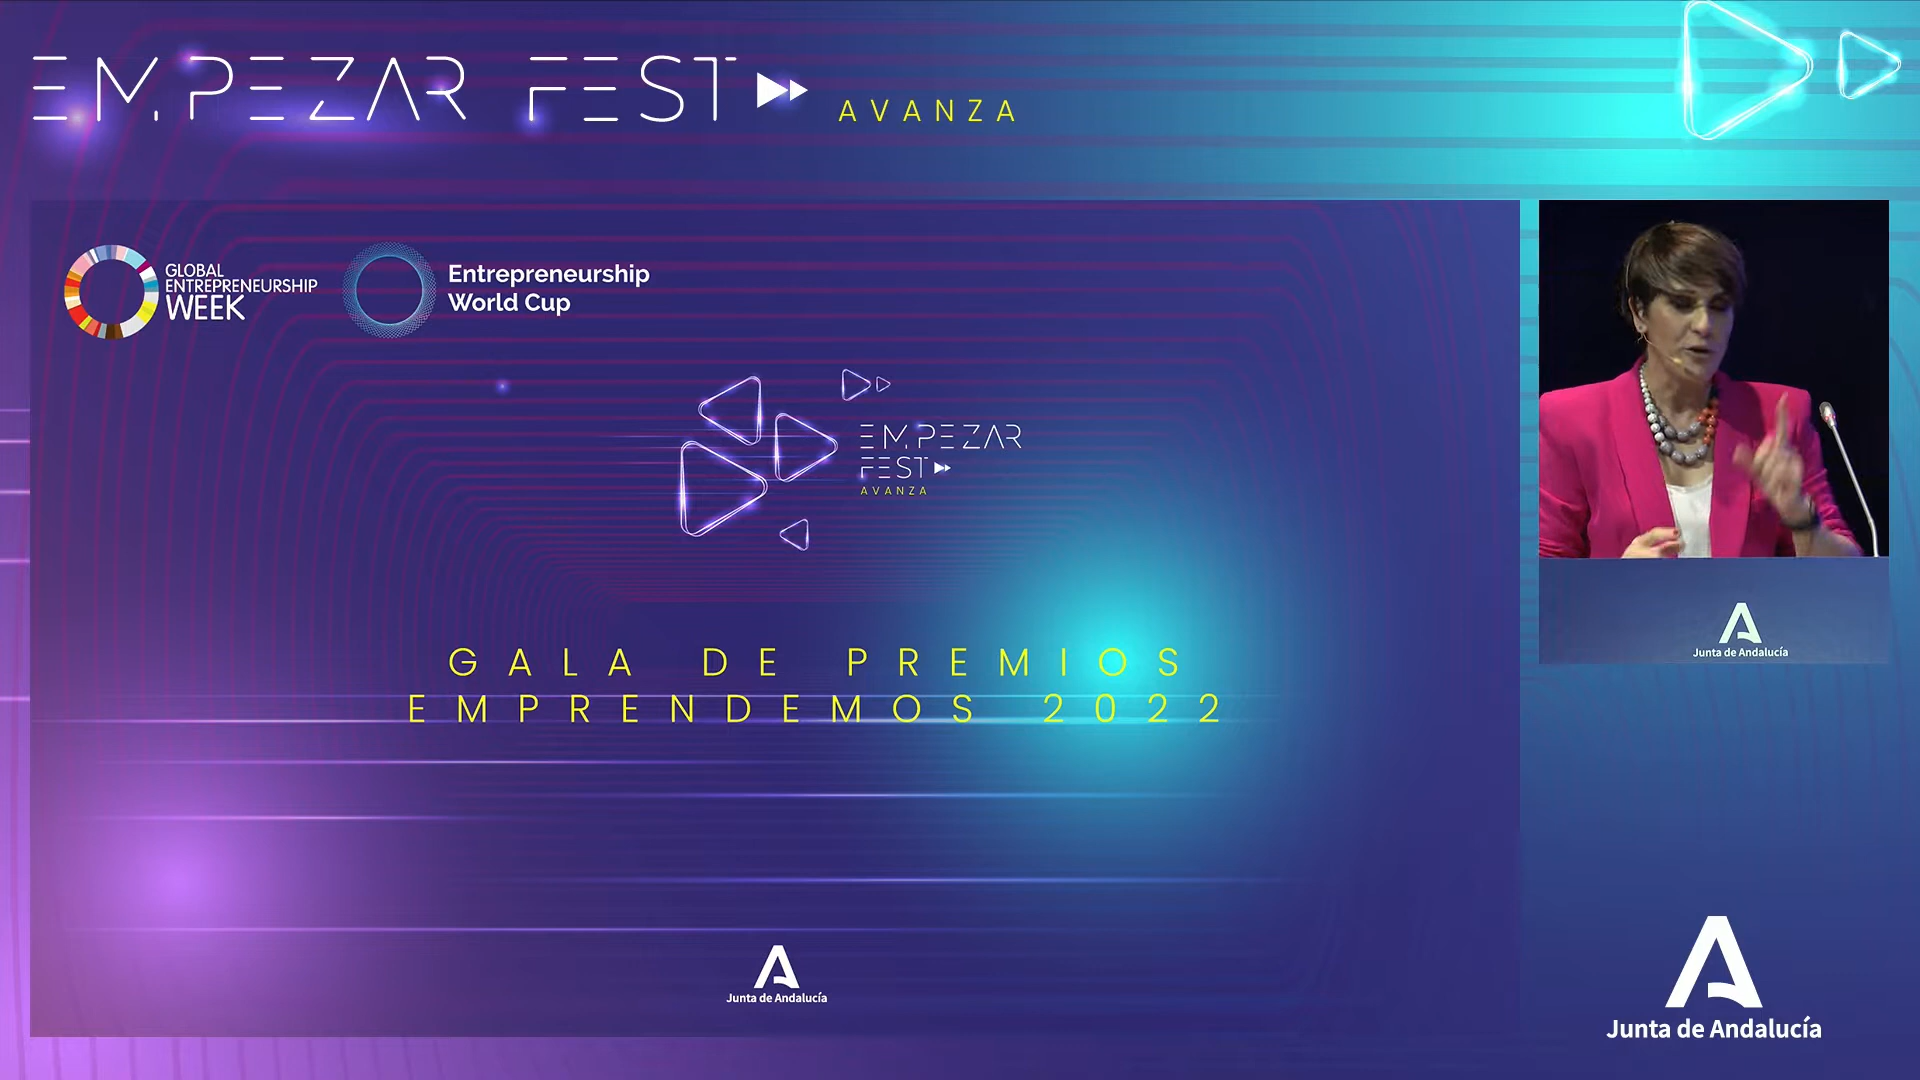 EMPEZAR FEST
AVANZA
GLOBAL
ENTREPRENEURSHIP
WEEK
Entrepreneurship
World Cup
EMPEZAR
FEST
AVANZA
GALA DE PREMIOS
EMPRENDEMOS 2022
Junta de Andalucía
Junta de Andalucía
Junta de Andalucía